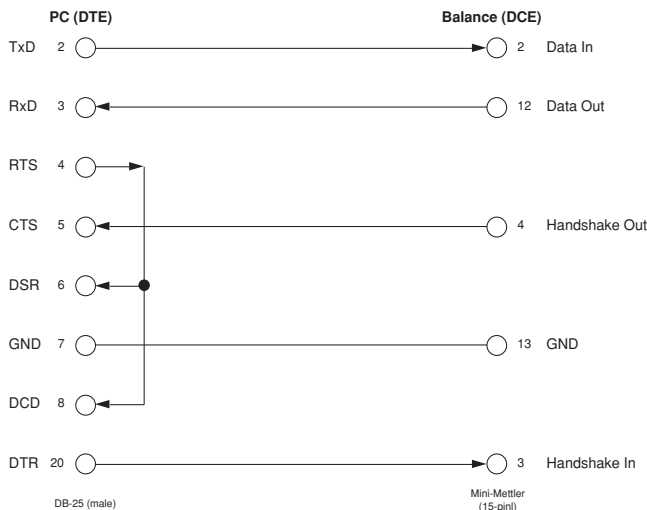 PC (DTE) Balance (DCE)
TxD 2 2 Data In
RxD 3 12 Data Out
RTS 4
CTS 5 4 Handshake Out
DSR 6
GND 7 13 GND
DCD 8
DTR 20 3 Handshake In
DB-25 (male) Mini-Mettler
(15-pinl)